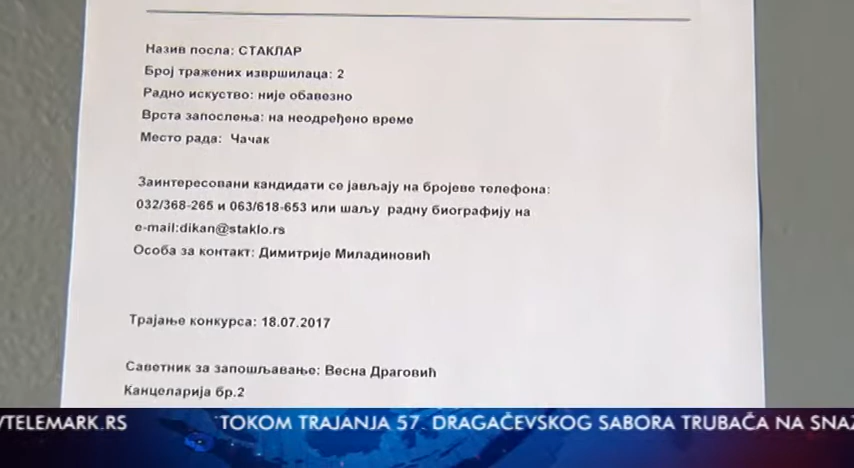 Назив посла: СТАКЛАР
Број тражених извршилаца: 2
Радно искуство: није обавезно
Врста запослења: на неодређено време
Место рада: Чачак
Заинтересовани кандидати се јављају на бројеве телефона:
032/368-265 и 063/618-653 или шаљу радну биографију на
e-mail:dikan@staklo.rs
Особа за контакт: Димитрије Миладиновић
Трајање конкурса: 18.07.2017
Саветник за запошљавање: Весна Драговић
Канцеларија бр.2
/TELEMARK.RS TOKOM TRAJANJA 57. DRAGAČEVSKOG SABORA TRUBAČA NA SNAZ